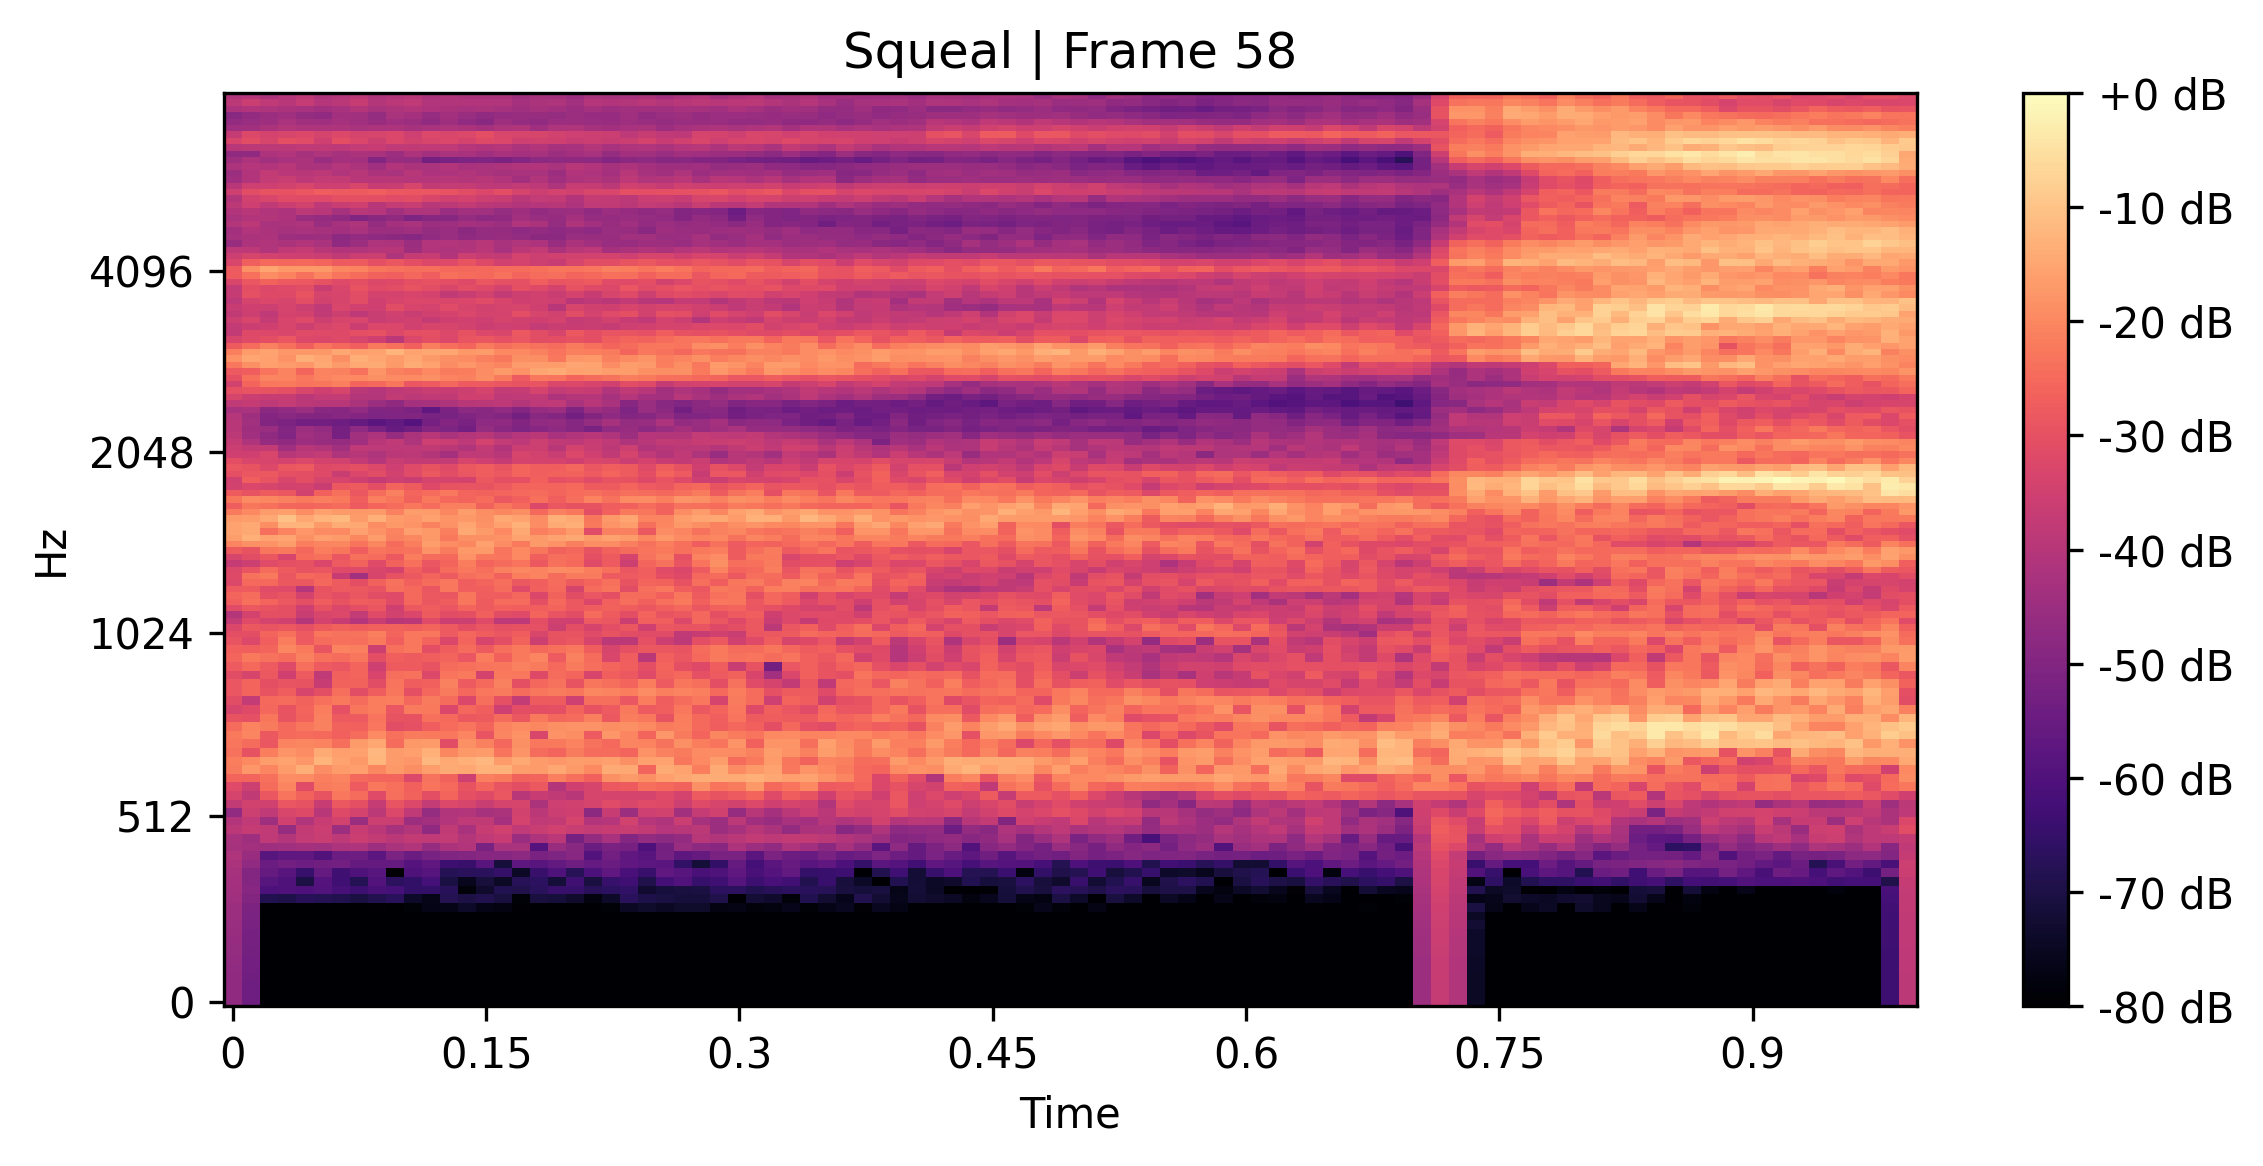 Squeal | Frame 58
+0 dB
-10 dB
-20 dB
-30 dB
-40 dB
-50 dB
-60 dB
-70 dB
-80 dB
Hz
4096
2048
1024
512
0
0 0.15 0.3 0.45 0.6 0.75 0.9
Time